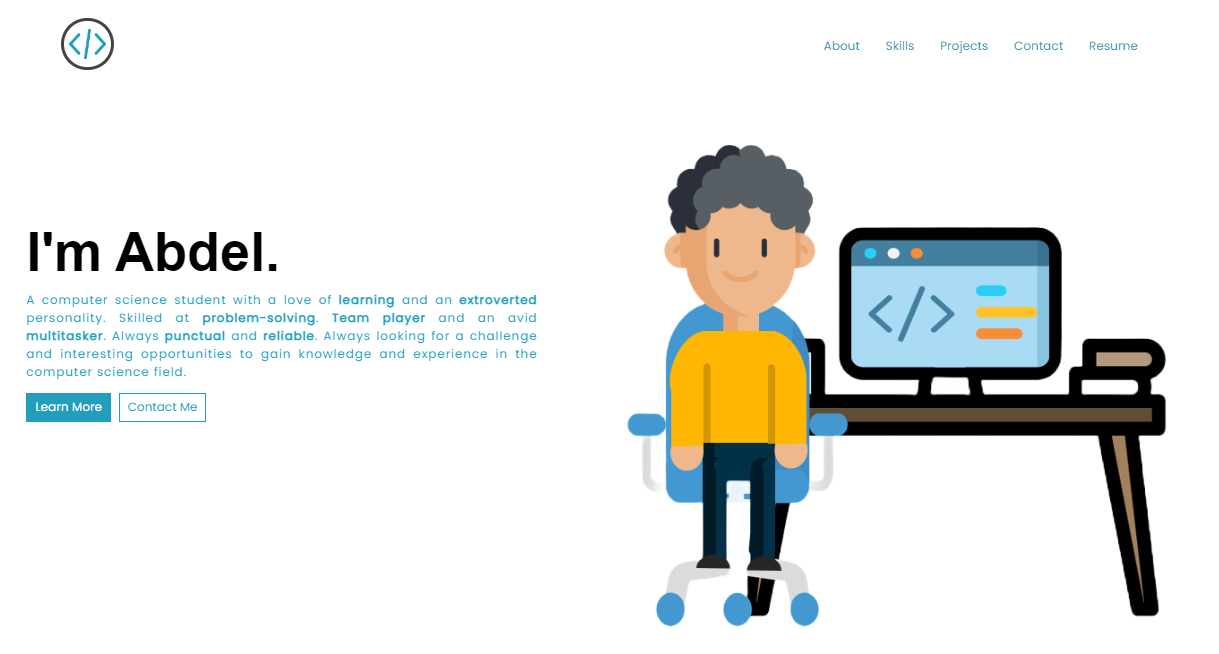 </>
About Skills Projects Contact Resume
I'm Abdel.
A computer science student with a love of learning and an extroverted
personality. Skilled at problem-solving. Team player and an avid
multitasker. Always punctual and reliable. Always looking for a challenge
and interesting opportunities to gain knowledge and experience in the
computer science field.
Learn More Contact Me
</>